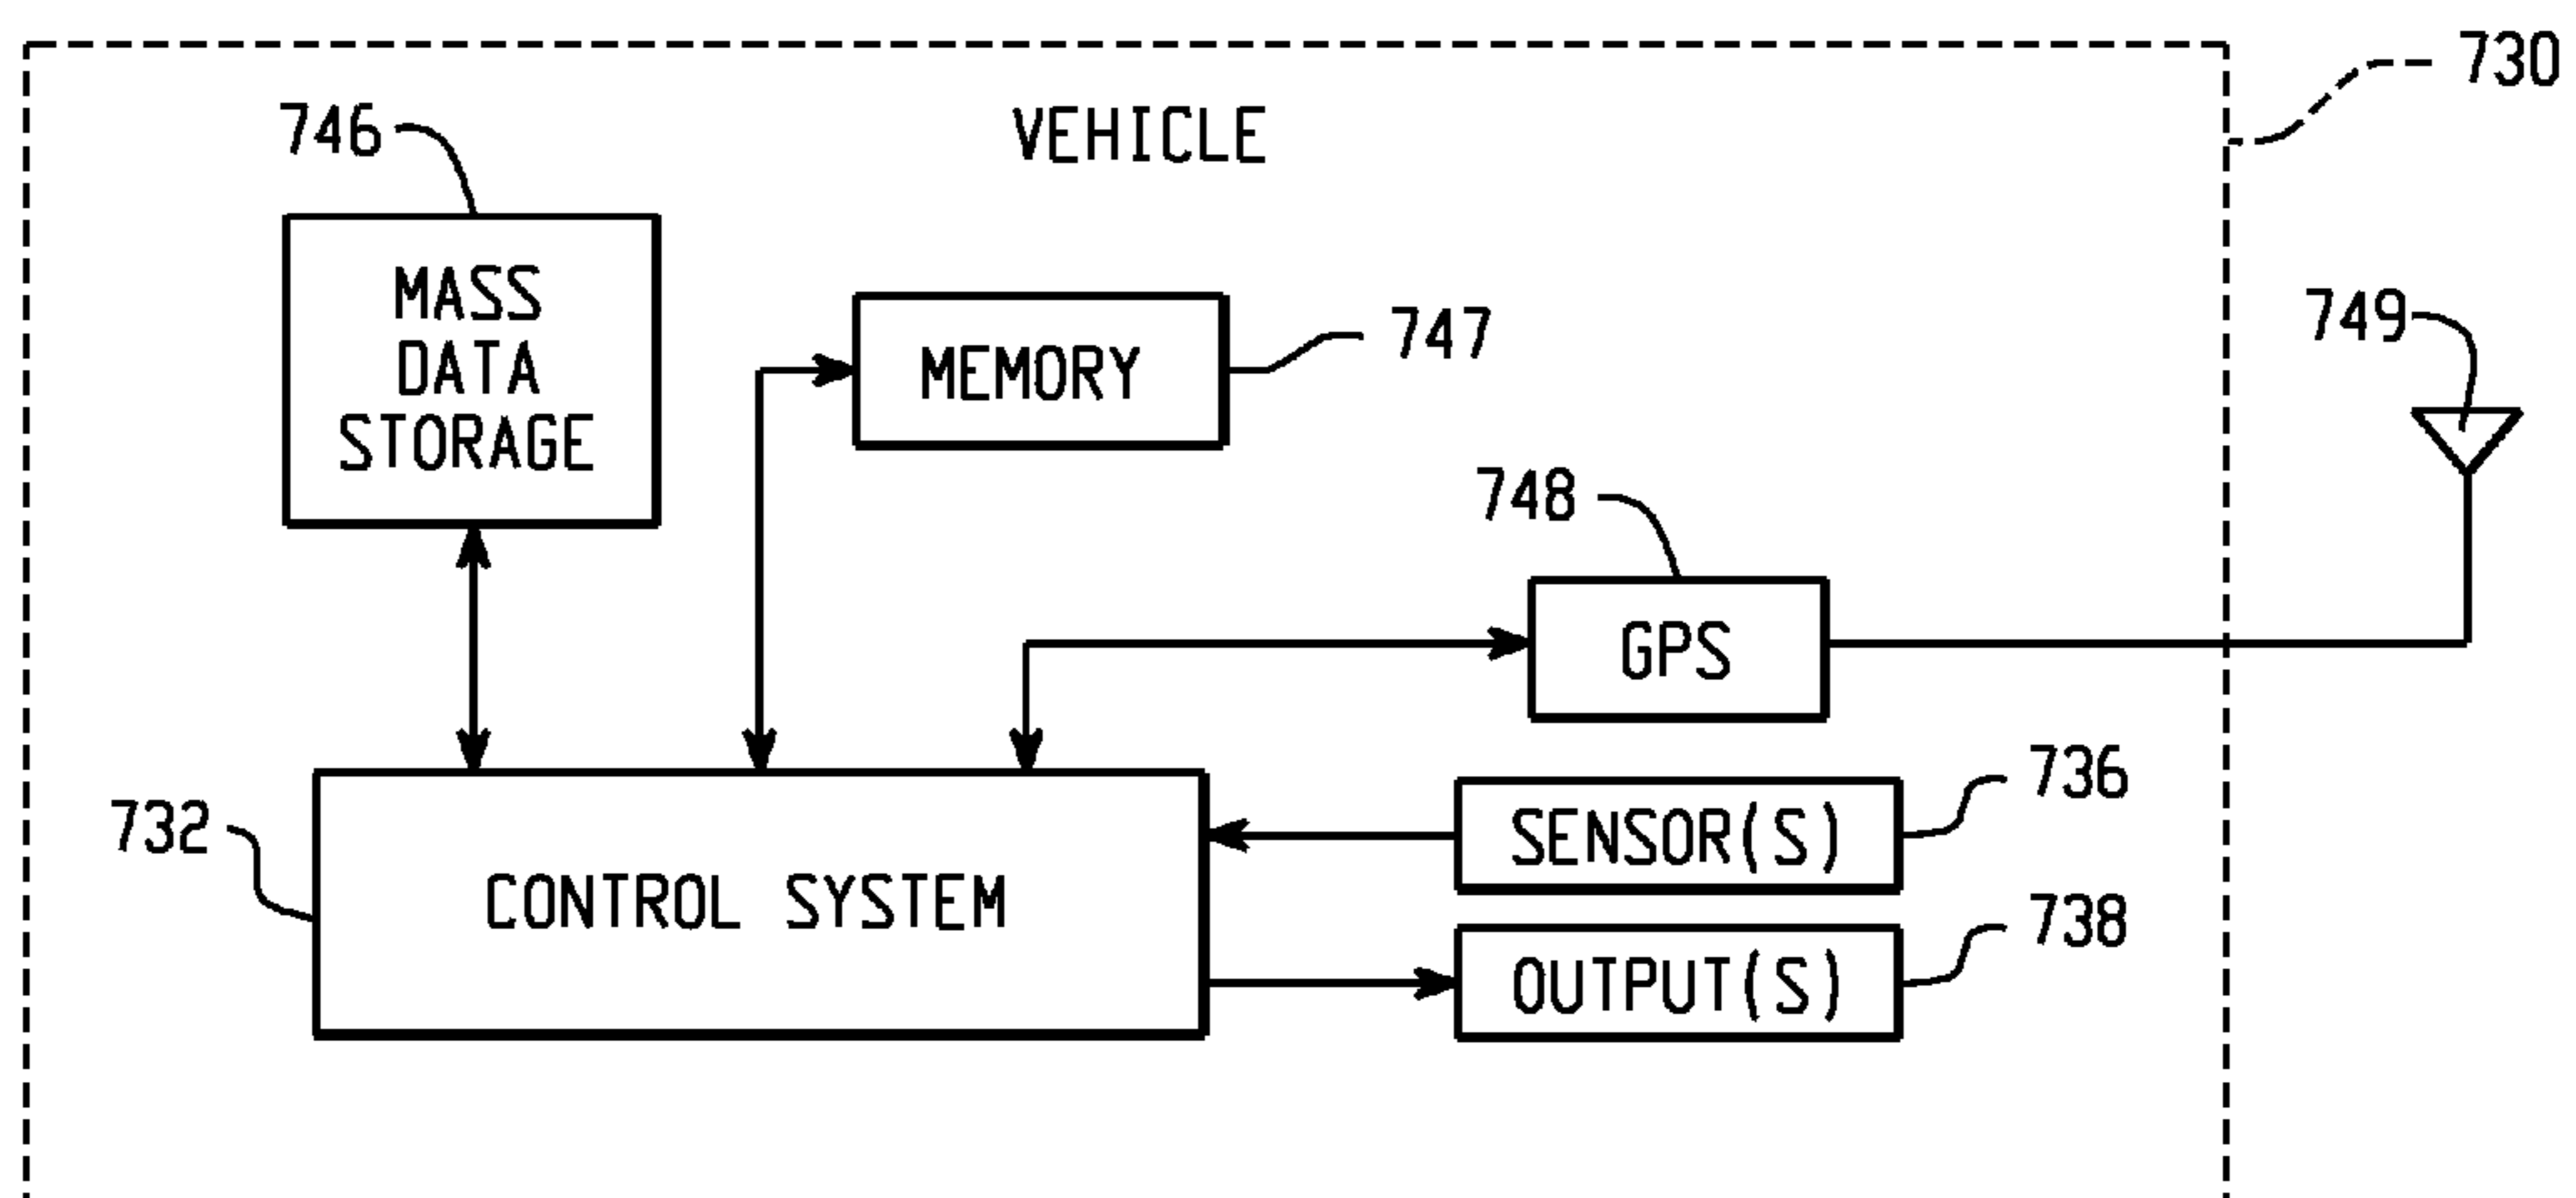 730
VEHICLE
746
MASS
DATA
STORAGE
MEMORY
747
749
748
GPS
732
CONTROL SYSTEM
SENSOR(S)
736
OUTPUT(S)
738